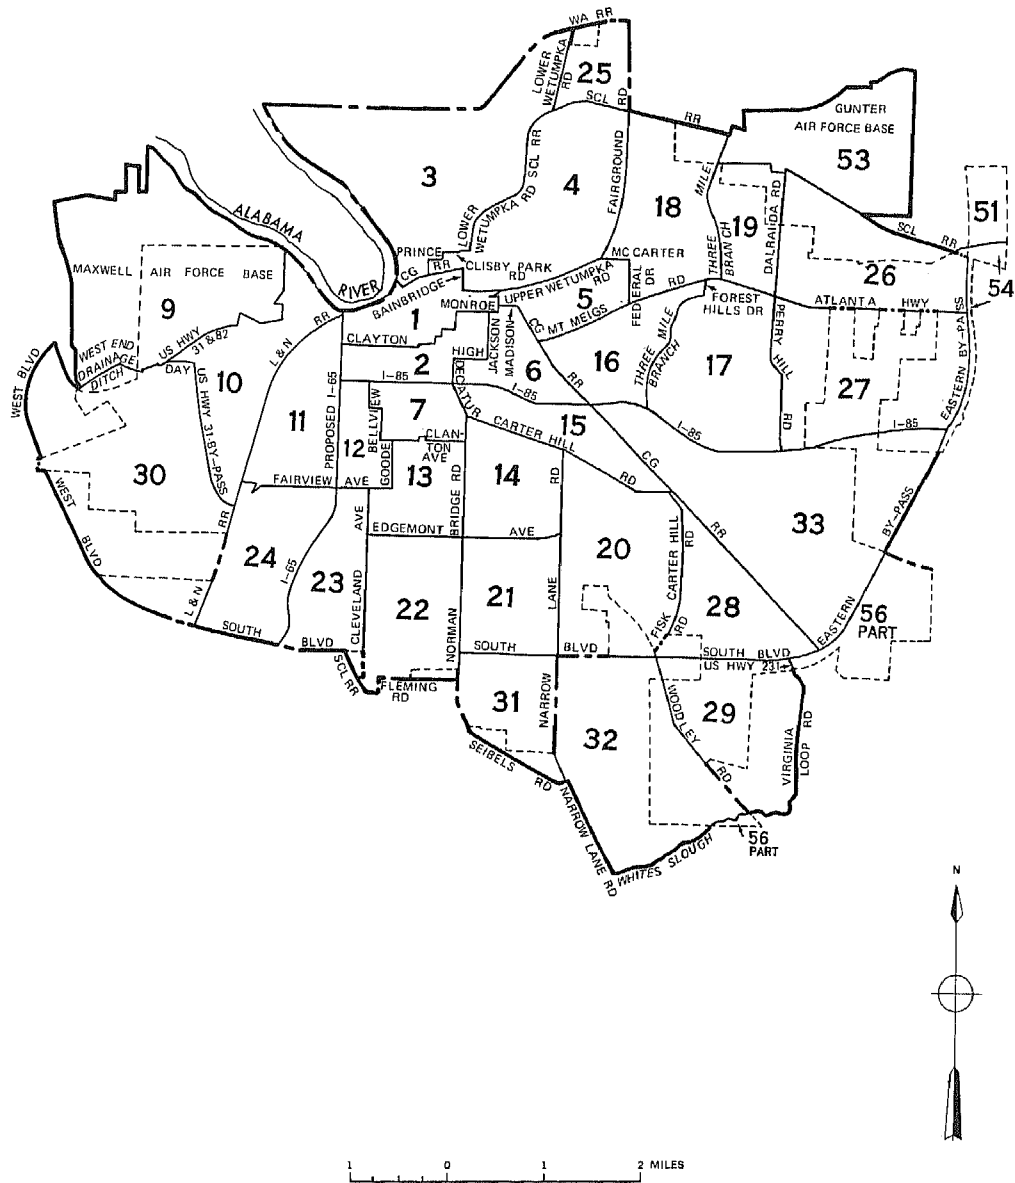 WA RR
LOWER
WETUMPKA
RD
25
SCL
RD
RR
GUNTER
AIR FORCE BASE
53
3
SCL RR
4
FAIRGROUND
18
MILE
19
51
ALABAMA
LOWER
WETUMPKA RD
THREE
BRANCH
DALRAIDA RD
SCL
RR
PRINCE
RR
CG
MC CARTER
MAXWELL AIR FORCE BASE
9
RIVER
BAINBRIDGE
CLISBY PARK
RD
UPPER WETUMPKA
RD
5
FEDERAL
DR
RD
26
54
MONROE
CG
MT MEIGS
FOREST
HILLS DR
ATLANTA HWY
RR
1
CLAYTON
JACKSON
MADISON
THREE MILE
BRANCH
PERRY HILL
RD
WEST BLVD
WEST END
DRAINAGE
DITCH
US HWY
31 & 82
DAY
10
L & N
2
HIGH
6
RR
16
17
27
EASTERN BY-PASS
US HWY 31-BY-PASS
PROPOSED I-65
I-85
DECATUR
I-85
11
BELLVIEW
7
15
I-85
I-85
12
CLAN-
TON
AVE
CARTER HILL
RD
CG
30
GOODE
13
14
RD
FAIRVIEW AVE
WEST
BLVD
RR
AVE
BRIDGE RD
RR
33
BY-PASS
EDGEMONT
AVE
CARTER HILL
RD
24
I-65
23
20
L & N
CLEVELAND
22
21
LANE
28
EASTERN
56
PART
SOUTH
BLVD
NORMAN
SOUTH
BLVD
FISK
RD
SOUTH BLVD
US HWY 231
SCL RR
FLEMING
RD
31
NARROW
32
WOODLEY
RD
29
VIRGINIA
LOOP RD
SEIBELS
RD
NARROW LANE RD
WHITES SLOUGH
56
PART
N
1 0 1 2 MILES